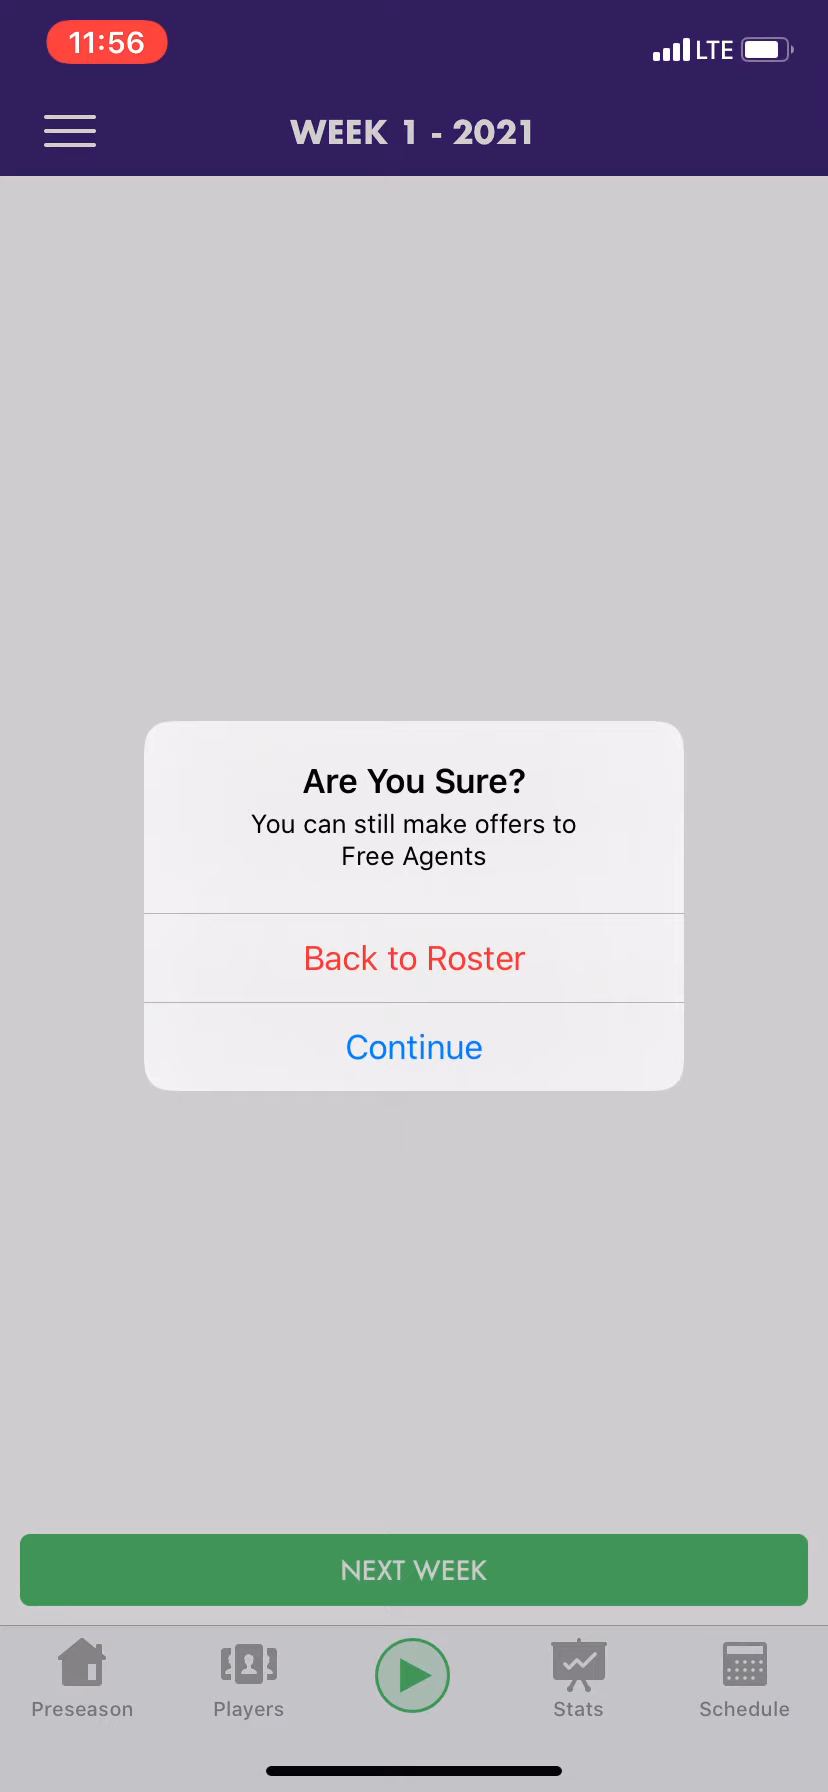 11:56
LTE
WEEK 1 - 2021
Are You Sure?
You can still make offers to
Free Agents
Back to Roster
Continue
NEXT WEEK
Preseason
Players
Stats
Schedule